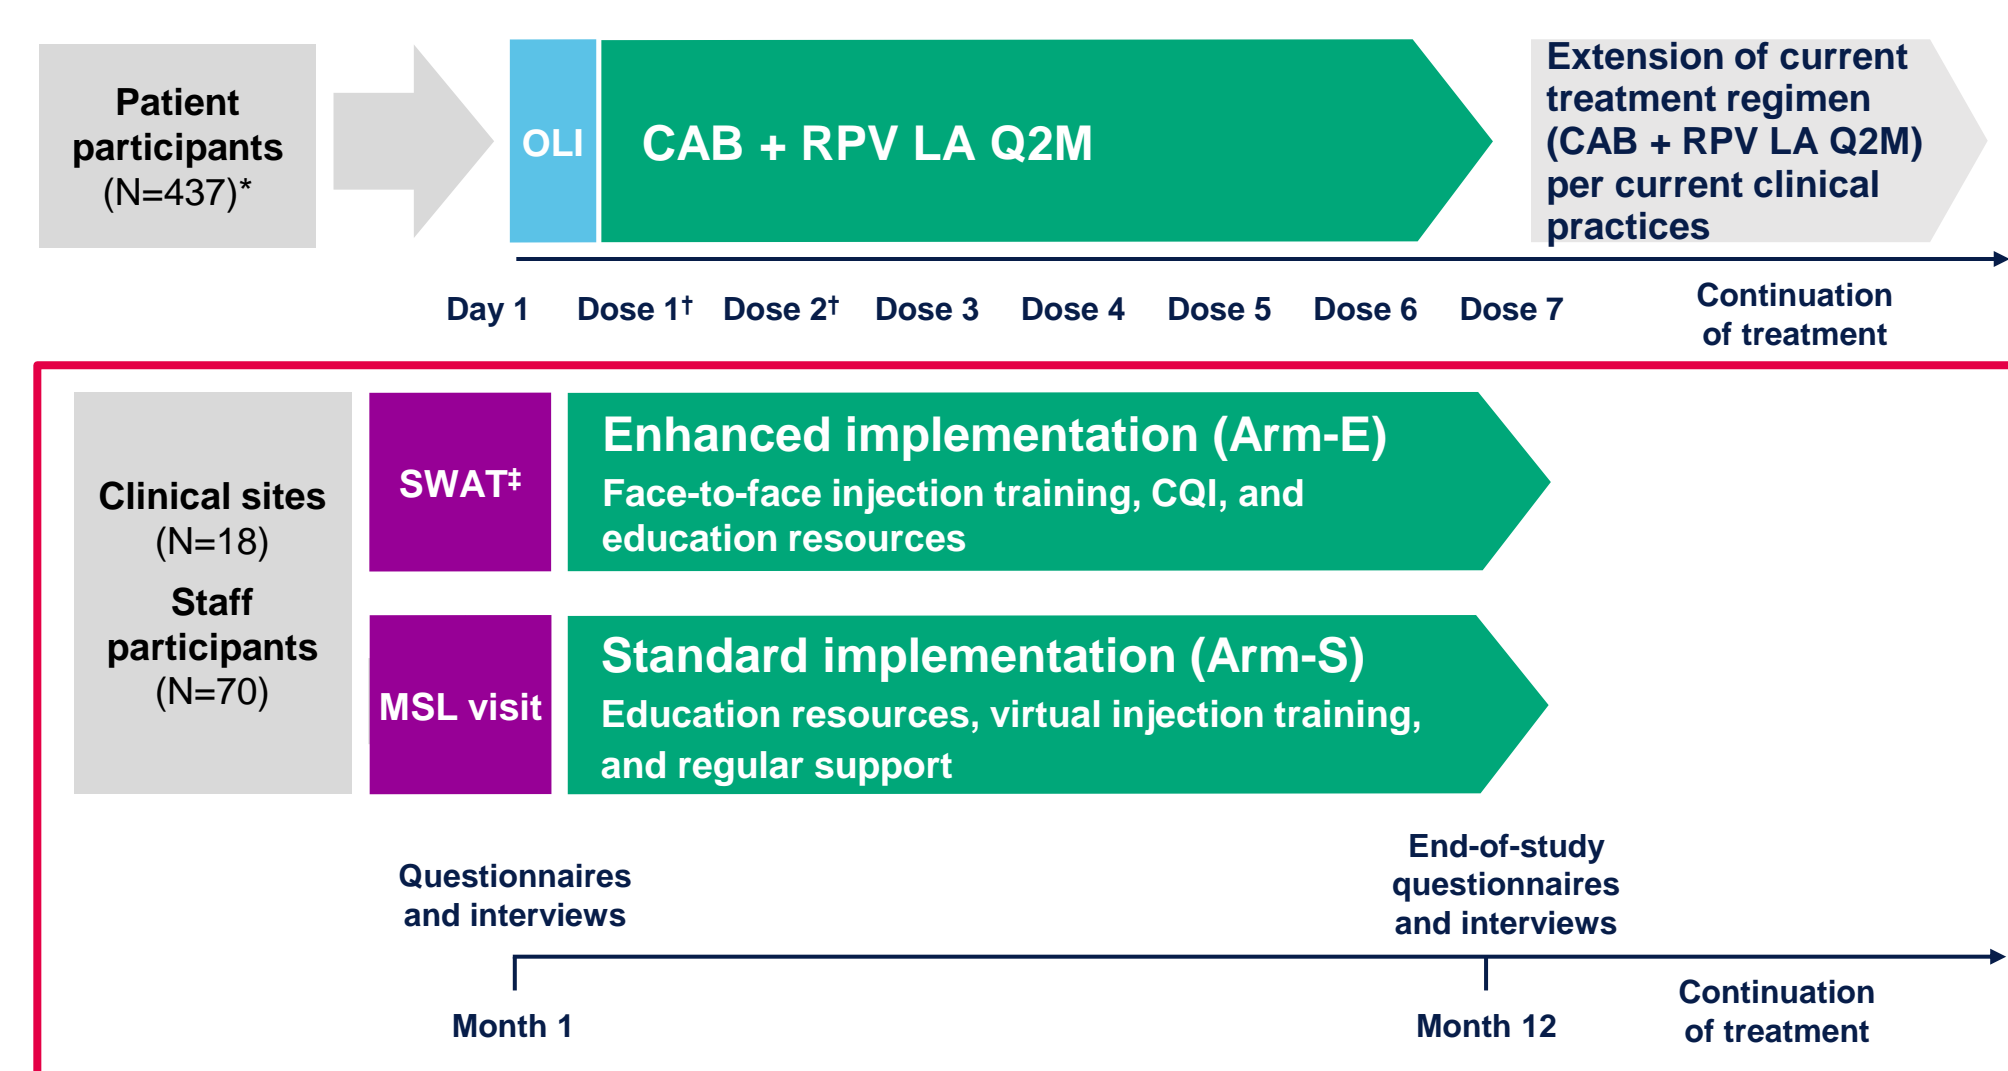 Patient
participants
(N=437)*
OLI
CAB + RPV LA Q2M
Extension of current
treatment regimen
(CAB + RPV LA Q2M)
per current clinical
practices
Day 1
Dose 1†
Dose 2†
Dose 3
Dose 4
Dose 5
Dose 6
Dose 7
Continuation
of treatment
Clinical sites
(N=18)
Staff
participants
(N=70)
SWAT‡
Enhanced implementation (Arm-E)
Face-to-face injection training, CQI, and
education resources
MSL visit
Standard implementation (Arm-S)
Education resources, virtual injection training,
and regular support
Questionnaires
and interviews
End-of-study
questionnaires
and interviews
Month 1
Month 12
Continuation
of treatment